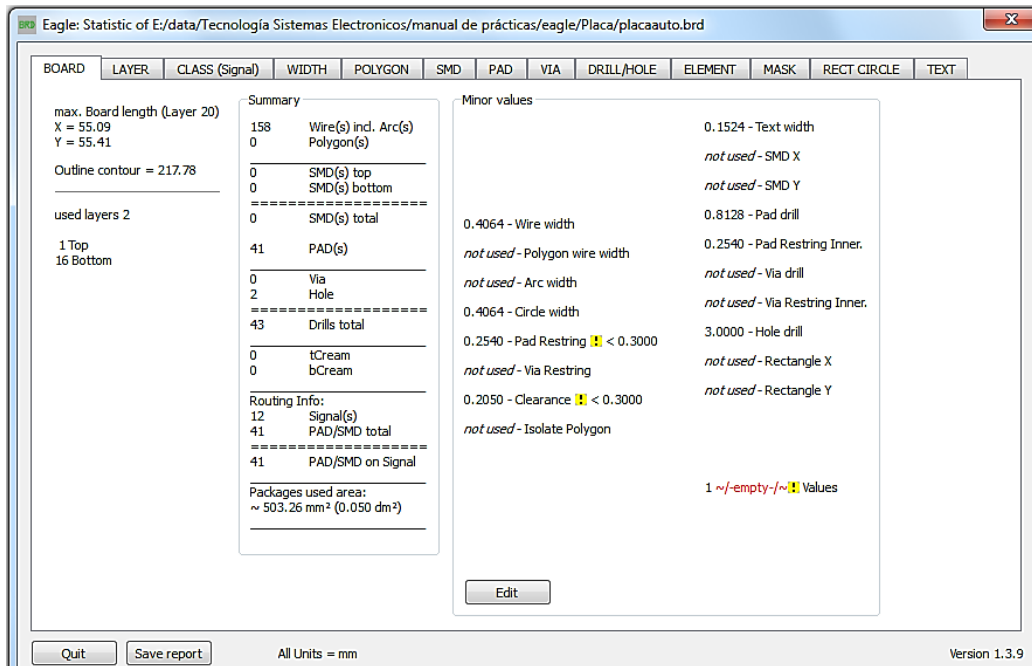 BRD Eagle: Statistic of E:/data/Tecnología Sistemas Electronicos/manual de prácticas/eagle/Placa/placaauto.brd
BOARD LAYER CLASS (Signal) WIDTH POLYGON SMD PAD VIA DRILL/HOLE ELEMENT MASK RECT CIRCLE TEXT
max. Board length (Layer 20)
X = 55.09
Y = 55.41
Outline contour = 217.78
used layers 2
1 Top
16 Bottom
Summary
158 Wire(s) incl. Arc(s)
0 Polygon(s)
0 SMD(s) top
0 SMD(s) bottom
====================
0 SMD(s) total
41 PAD(s)
0 Via
2 Hole
====================
43 Drills total
0 tCream
0 bCream
Routing Info:
12 Signal(s)
41 PAD/SMD total
====================
41 PAD/SMD on Signal
Packages used area:
~ 503.26 mm² (0.050 dm²)
Minor values
0.4064 - Wire width
not used - Polygon wire width
not used - Arc width
0.4064 - Circle width
0.2540 - Pad Restring ! < 0.3000
not used - Via Restring
0.2050 - Clearance ! < 0.3000
not used - Isolate Polygon
0.1524 - Text width
not used - SMD X
not used - SMD Y
0.8128 - Pad drill
0.2540 - Pad Restring Inner.
not used - Via drill
not used - Via Restring Inner.
3.0000 - Hole drill
not used - Rectangle X
not used - Rectangle Y
1 ~/-empty-/~! Values
Edit
Quit Save report All Units = mm Version 1.3.9